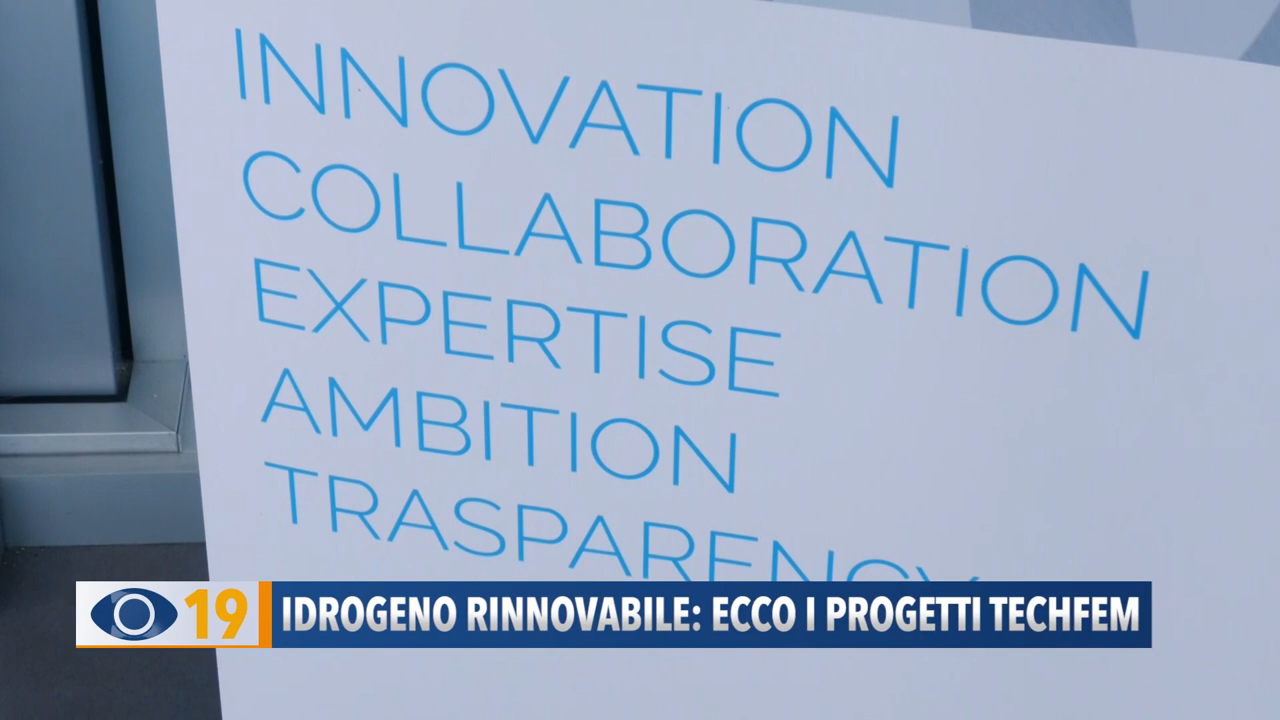 INNOVATION
COLLABORATION
EXPERTISE
AMBITION
TRASPARENCY
19
IDROGENO RINNOVABILE: ECCO I PROGETTI TECHFEM